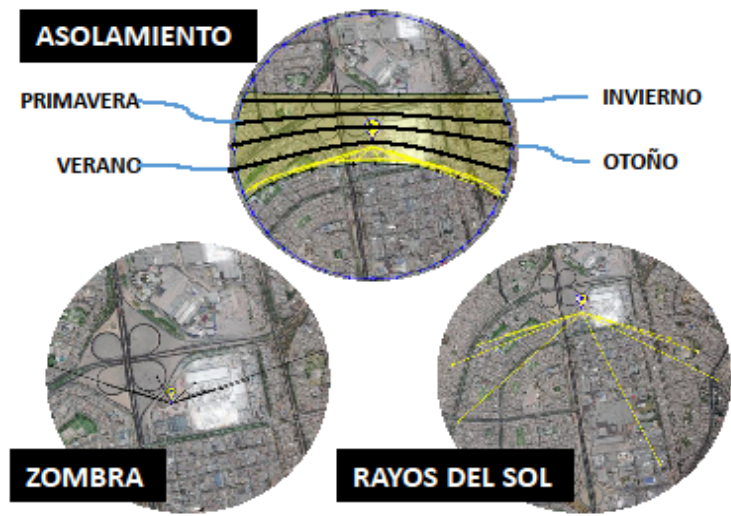 ASOLAMIENTO
PRIMAVERA
INVIERNO
VERANO
OTOÑO
ZOMBRA
RAYOS DEL SOL